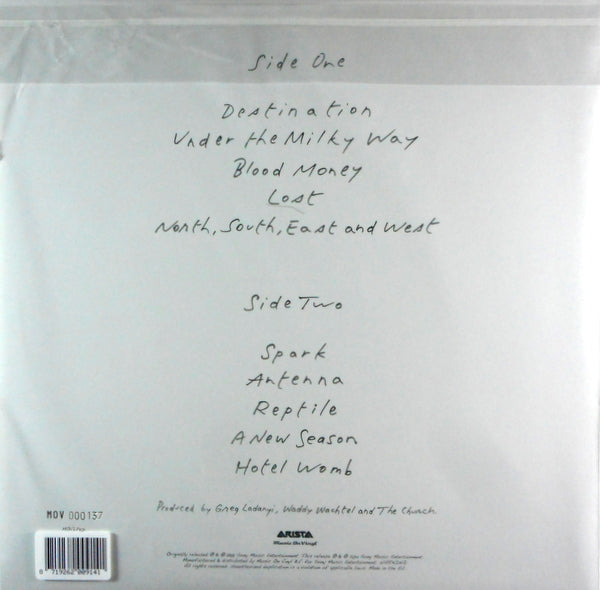 Side One
Destination
Under the Milky Way
Blood Money
Lost
North, South, East and West
Side Two
Spark
Antenna
Reptile
A New Season
Hotel Womb
Produced by Greg Ladanyi, Waddy Wachtel and The Church.
MOV 000137
ARISTA
Music On Vinyl
8 719262 009141